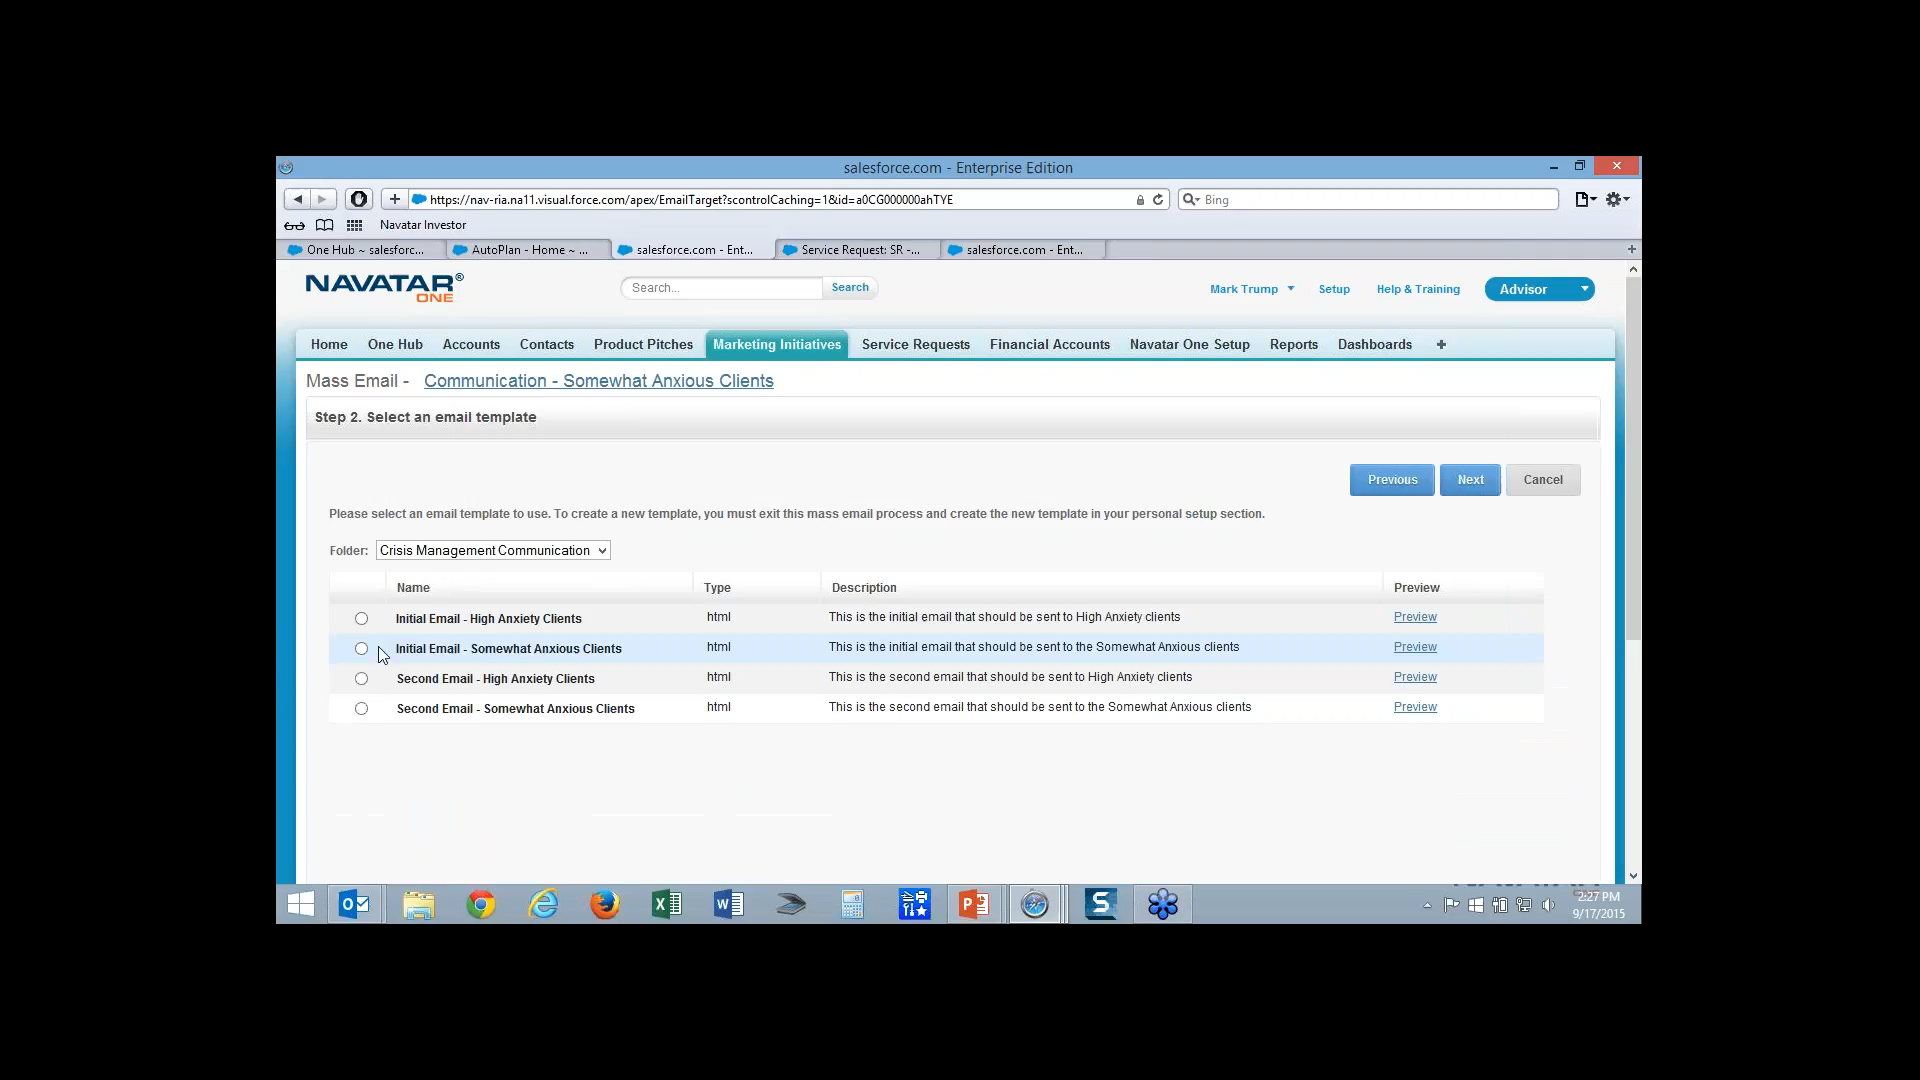 salesforce.com - Enterprise Edition
https://nav-ria.na11.visual.force.com/apex/EmailTarget?scontrolCaching=1&id=a0CG000000ahTYE
Bing
Navatar Investor
One Hub ~ salesforc...
AutoPlan - Home ~ ...
salesforce.com - Ent...
Service Request: SR -...
salesforce.com - Ent...
NAVATAR®
ONE
Search...
Search
Mark Trump
Setup
Help & Training
Advisor
Home
One Hub
Accounts
Contacts
Product Pitches
Marketing Initiatives
Service Requests
Financial Accounts
Navatar One Setup
Reports
Dashboards
Mass Email - Communication - Somewhat Anxious Clients
Step 2. Select an email template
Previous
Next
Cancel
Please select an email template to use. To create a new template, you must exit this mass email process and create the new template in your personal setup section.
Folder: Crisis Management Communication
Name Type Description Preview
Initial Email - High Anxiety Clients html This is the initial email that should be sent to High Anxiety clients Preview
Initial Email - Somewhat Anxious Clients html This is the initial email that should be sent to the Somewhat Anxious clients Preview
Second Email - High Anxiety Clients html This is the second email that should be sent to High Anxiety clients Preview
Second Email - Somewhat Anxious Clients html This is the second email that should be sent to the Somewhat Anxious clients Preview
2:27 PM
9/17/2015